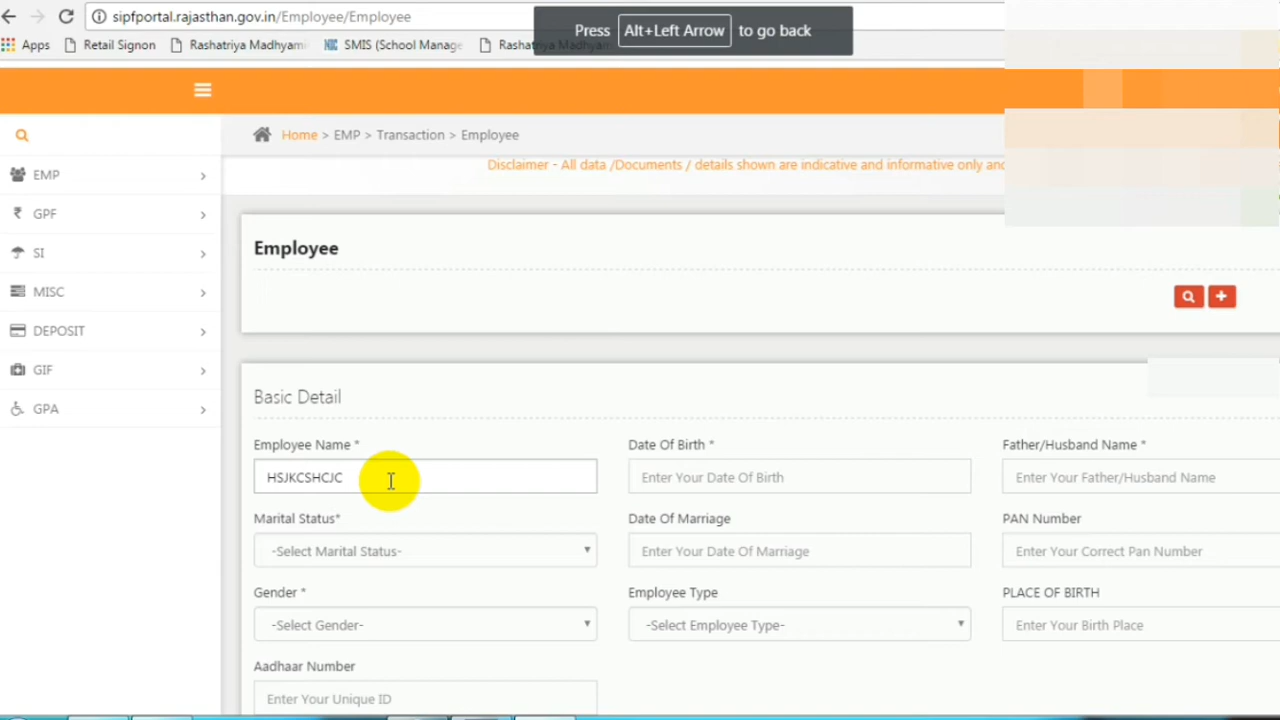 sipfportal.rajasthan.gov.in/Employee/Employee
Press Alt+Left Arrow to go back
Apps Retail Signon Rashatriya Madhyami SMIS (School Manage Rashatriya Madhyam
Home > EMP > Transaction > Employee
Disclaimer - All data /Documents / details shown are indicative and informative only and
EMP
GPF
SI
MISC
DEPOSIT
GIF
GPA
Employee
Basic Detail
Employee Name * Date Of Birth * Father/Husband Name *
HSJKCSHCJC Enter Your Date Of Birth Enter Your Father/Husband Name
Marital Status* Date Of Marriage PAN Number
-Select Marital Status- Enter Your Date Of Marriage Enter Your Correct Pan Number
Gender * Employee Type PLACE OF BIRTH
-Select Gender- -Select Employee Type- Enter Your Birth Place
Aadhaar Number
Enter Your Unique ID